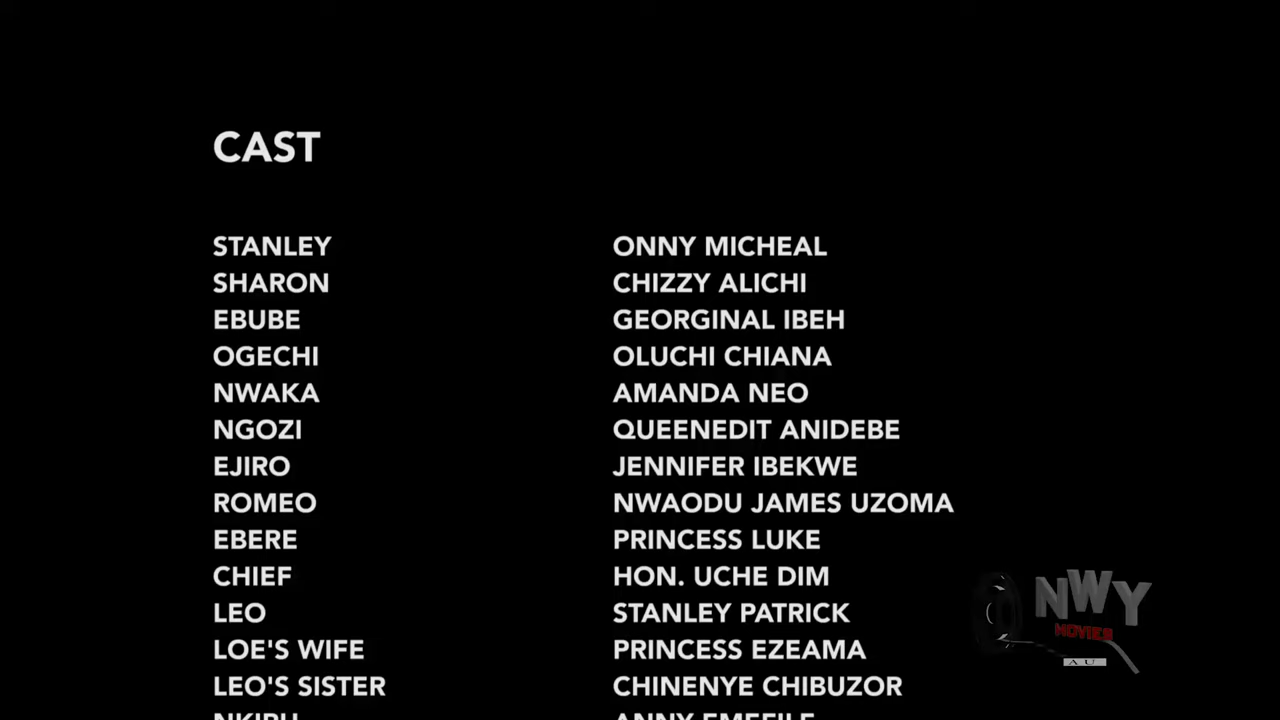 CAST
STANLEY ONNY MICHEAL
SHARON CHIZZY ALICHI
EBUBE GEORGINAL IBEH
OGECHI OLUCHI CHIANA
NWAKA AMANDA NEO
NGOZI QUEENEDIT ANIDEBE
EJIRO JENNIFER IBEKWE
ROMEO NWAODU JAMES UZOMA
EBERE PRINCESS LUKE
CHIEF HON. UCHE DIM
LEO STANLEY PATRICK
LOE'S WIFE PRINCESS EZEAMA
LEO'S SISTER CHINENYE CHIBUZOR
NWY
MOVIES
AU